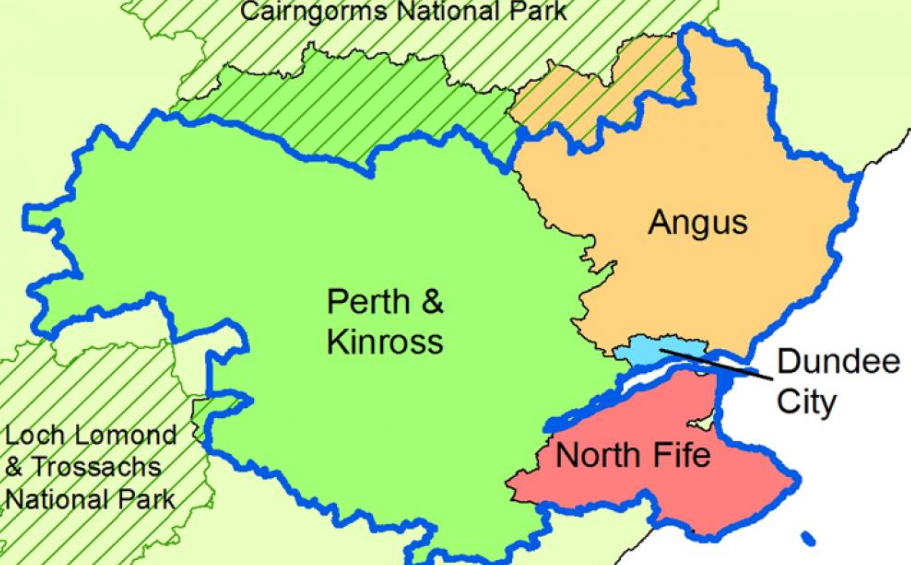 Cairngorms National Park
Angus
Perth &
Kinross
Dundee
City
North Fife
Loch Lomond
& Trossachs
National Park